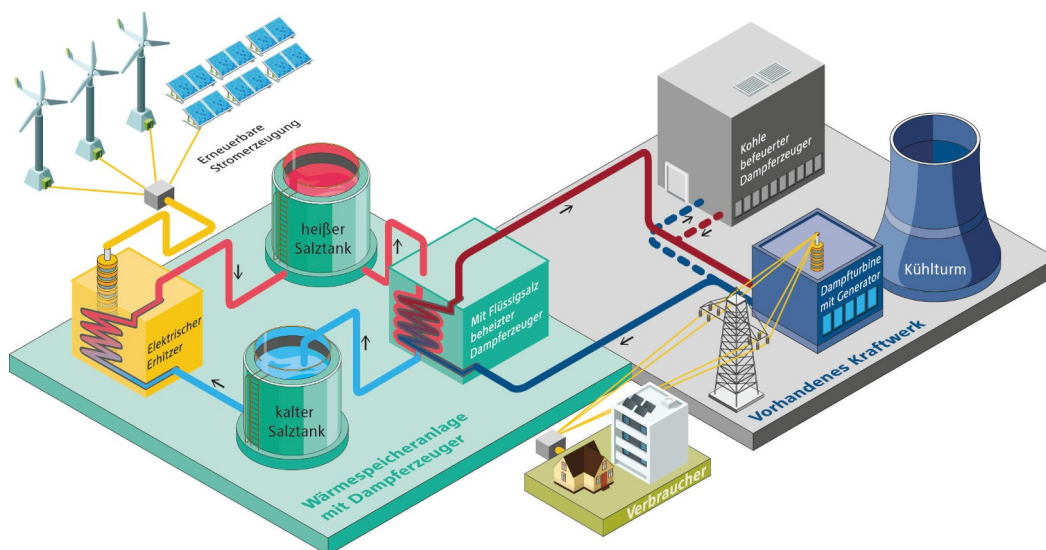 Erneuerbare
Stromerzeugung
Kohle
befeuerter
Dampferzeuger
heißer
Salztank
Kühlturm
Mit Flüssigsalz
beheizter
Dampferzeuger
Dampfturbine
mit Generator
Elektrischer
Erhitzer
kalter
Salztank
Vorhandenes Kraftwerk
Wärmespeicheranlage
mit Dampferzeuger
Verbraucher